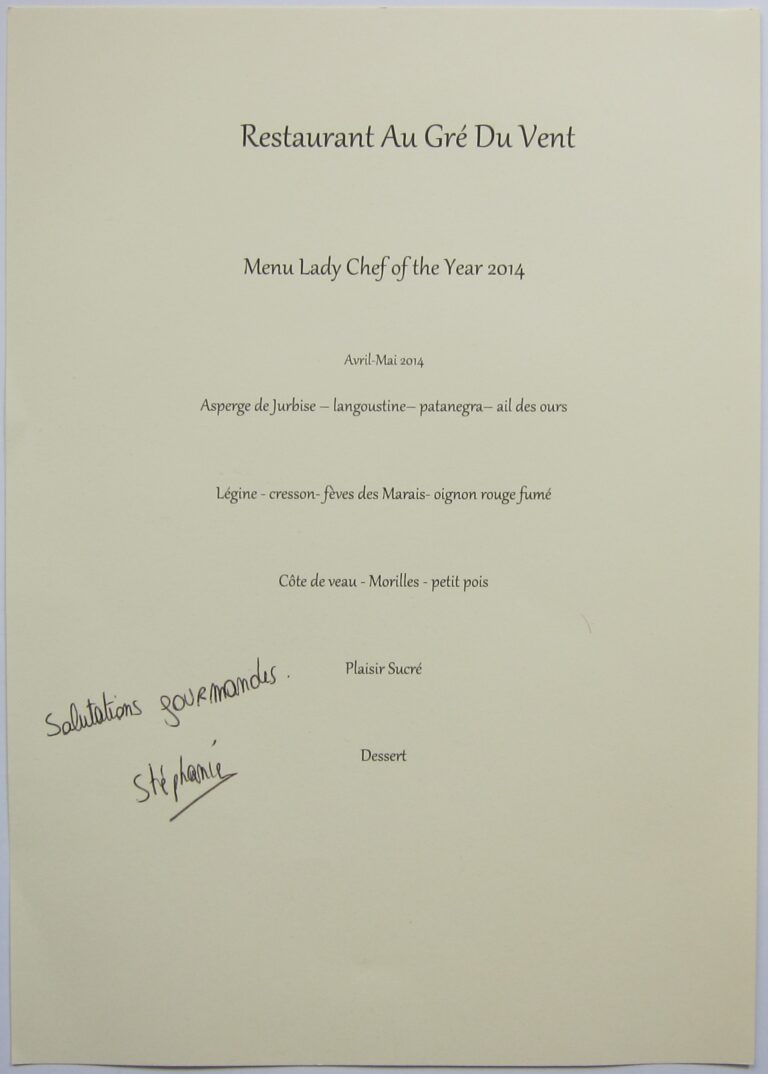 Restaurant Au Gré Du Vent
Menu Lady Chef of the Year 2014
Avril-Mai 2014
Asperge de Jurbise – langoustine– patanegra– ail des ours
Légine - cresson- fèves des Marais- oignon rouge fumé
Côte de veau - Morilles - petit pois
Plaisir Sucré
Salutations gourmandes.
Dessert
Stéphanie